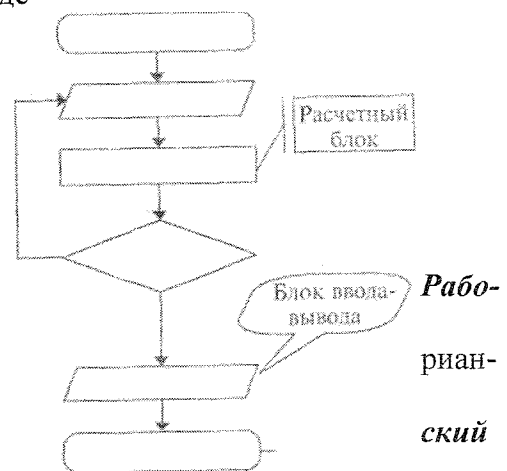 де
Расчетный
блок
Блок ввода-
вывода
Рабо-
риан-
ский